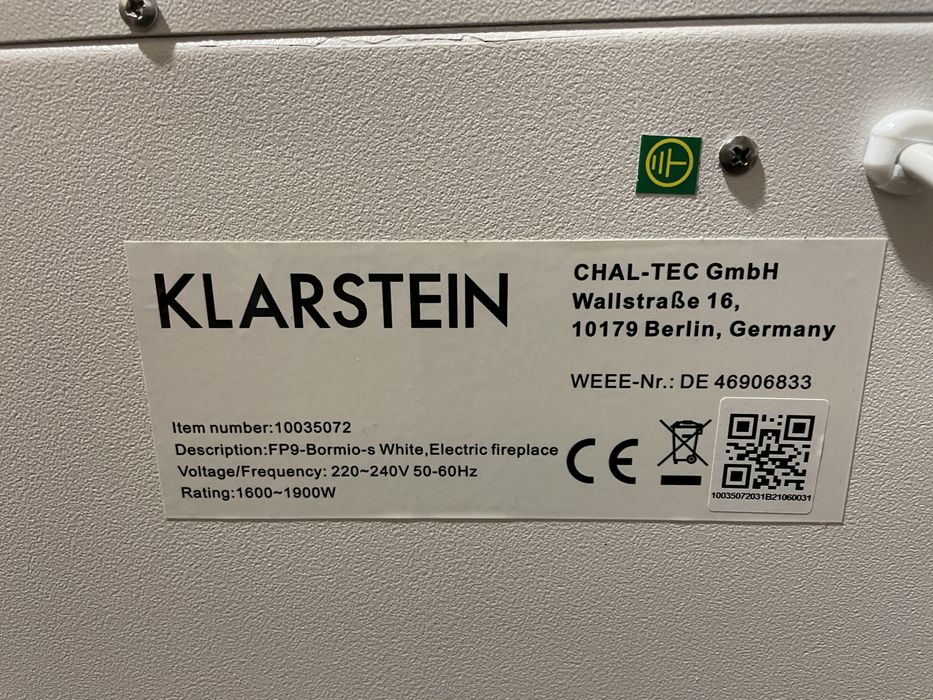 KLARSTEIN
CHAL-TEC GmbH
Wallstraße 16,
10179 Berlin, Germany
WEEE-Nr.: DE 46906833
Item number:10035072
Description:FP9-Bormio-s White,Electric fireplace
Voltage/Frequency: 220~240V 50-60Hz
Rating:1600~1900W
CE
10035072031B21060031